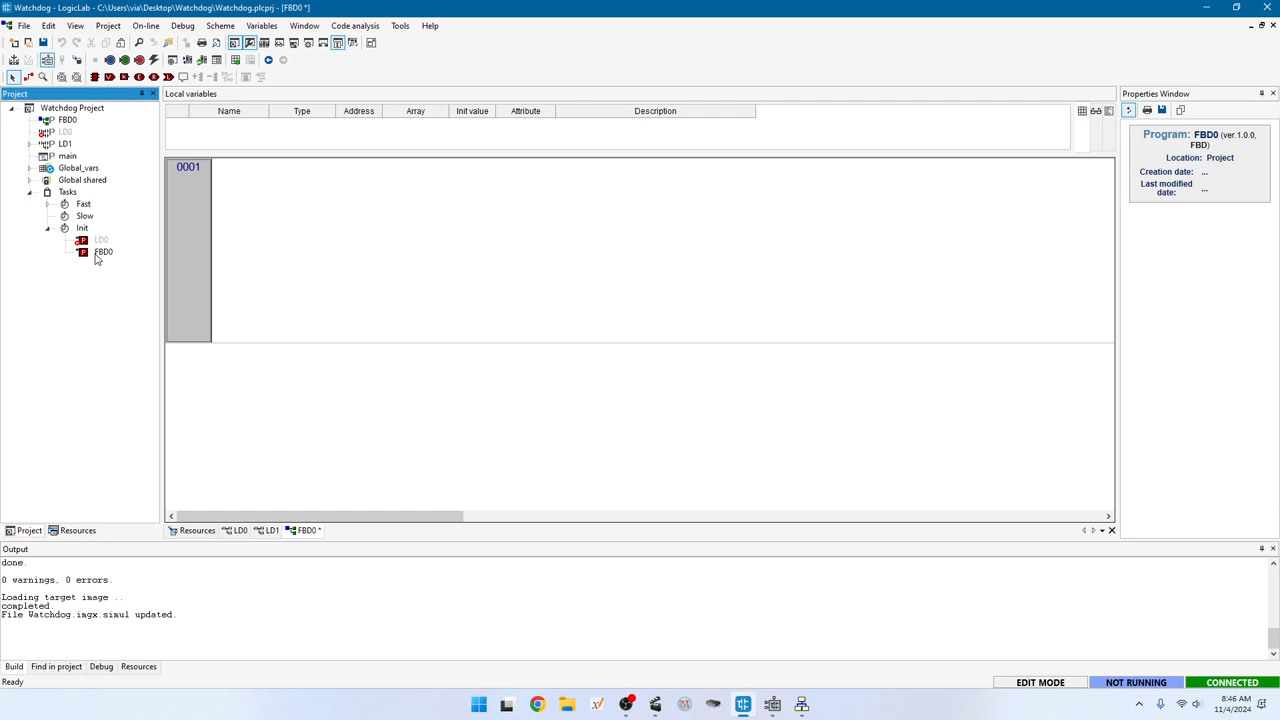 Watchdog - LogicLab - C:\Users\via\Desktop\Watchdog\Watchdog.plcprj - [FBD0 *]
File Edit View Project On-line Debug Scheme Variables Window Code analysis Tools Help
Project
Watchdog Project
FBD0
LD0
LD1
main
Global_vars
Global shared
Tasks
Fast
Slow
Init
LD0
FBD0
Project Resources
Local variables
Name Type Address Array Init value Attribute Description
0001
Resources LD0 LD1 FBD0 *
Properties Window
Program: FBD0 (ver.1.0.0, FBD)
Location: Project
Creation date: ...
Last modified date: ...
Output
done.
0 warnings, 0 errors.
Loading target image ..
completed.
File Watchdog.imgx.simul updated.
Build Find in project Debug Resources
Ready
EDIT MODE NOT RUNNING CONNECTED
8:46 AM
11/4/2024